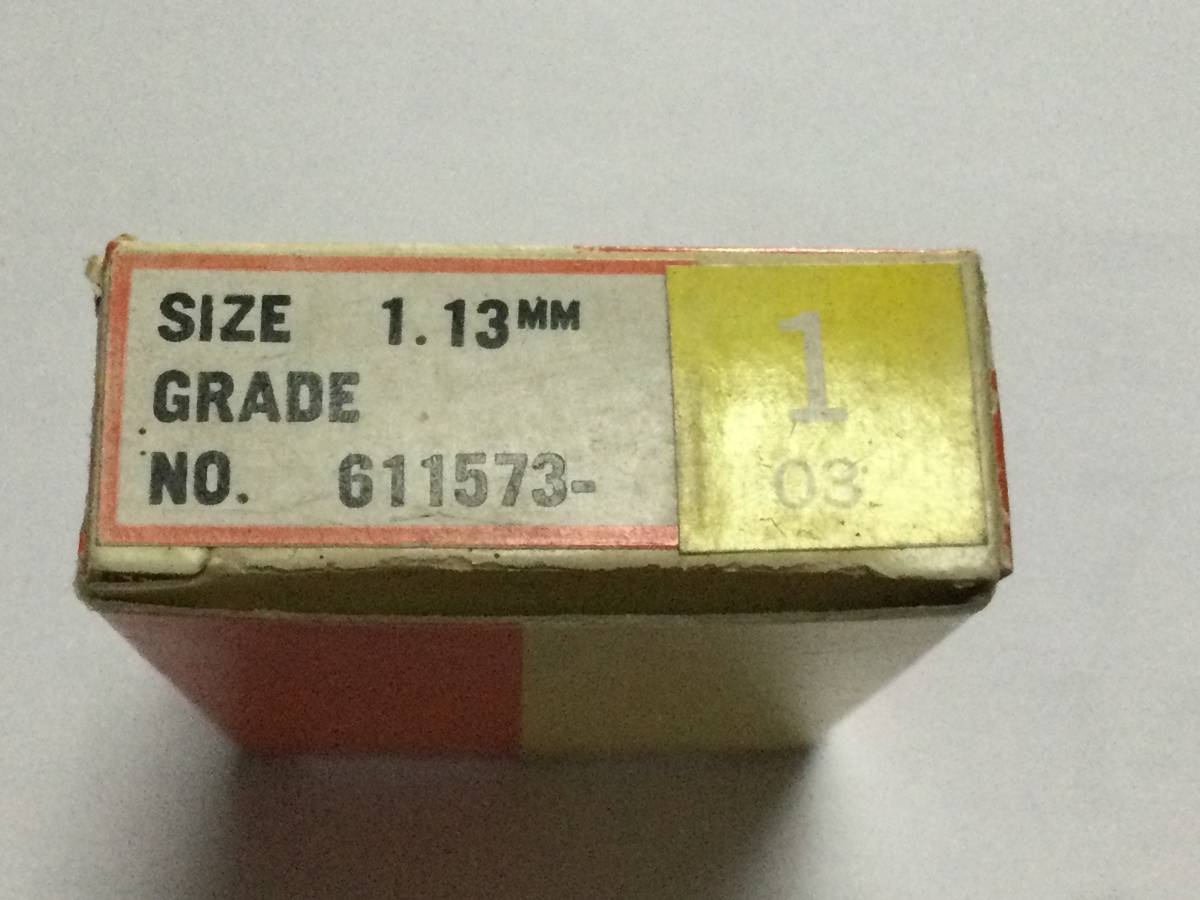 SIZE 1.13MM
GRADE
NO. 611573-
1
03